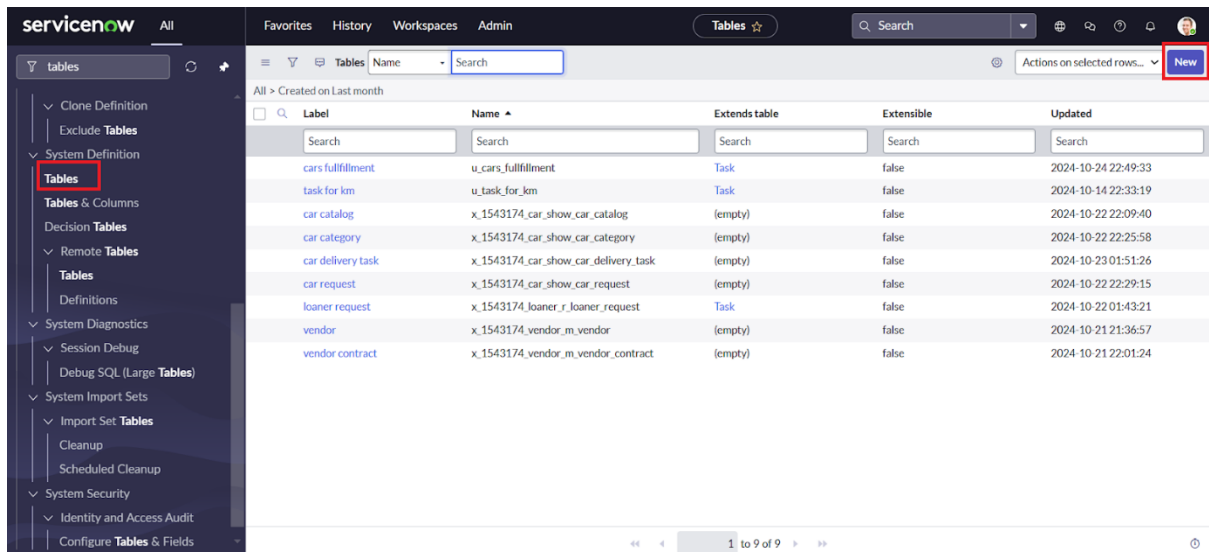 servicenow All Favorites History Workspaces Admin Tables Search
tables
Clone Definition
Exclude Tables
System Definition
Tables
Tables & Columns
Decision Tables
Remote Tables
Tables
Definitions
System Diagnostics
Session Debug
Debug SQL (Large Tables)
System Import Sets
Import Set Tables
Cleanup
Scheduled Cleanup
System Security
Identity and Access Audit
Configure Tables & Fields
Tables Name Search Actions on selected rows... New
All > Created on Last month
Label Name Extends table Extensible Updated
Search Search Search Search Search
cars fullfillment u_cars_fullfillment Task false 2024-10-24 22:49:33
task for km u_task_for_km Task false 2024-10-14 22:33:19
car catalog x_1543174_car_show_car_catalog (empty) false 2024-10-22 22:09:40
car category x_1543174_car_show_car_category (empty) false 2024-10-22 22:25:58
car delivery task x_1543174_car_show_car_delivery_task (empty) false 2024-10-23 01:51:26
car request x_1543174_car_show_car_request (empty) false 2024-10-22 22:29:15
loaner request x_1543174_loaner_r_loaner_request Task false 2024-10-22 01:43:21
vendor x_1543174_vendor_m_vendor (empty) false 2024-10-21 21:36:57
vendor contract x_1543174_vendor_m_vendor_contract (empty) false 2024-10-21 22:01:24
1 to 9 of 9